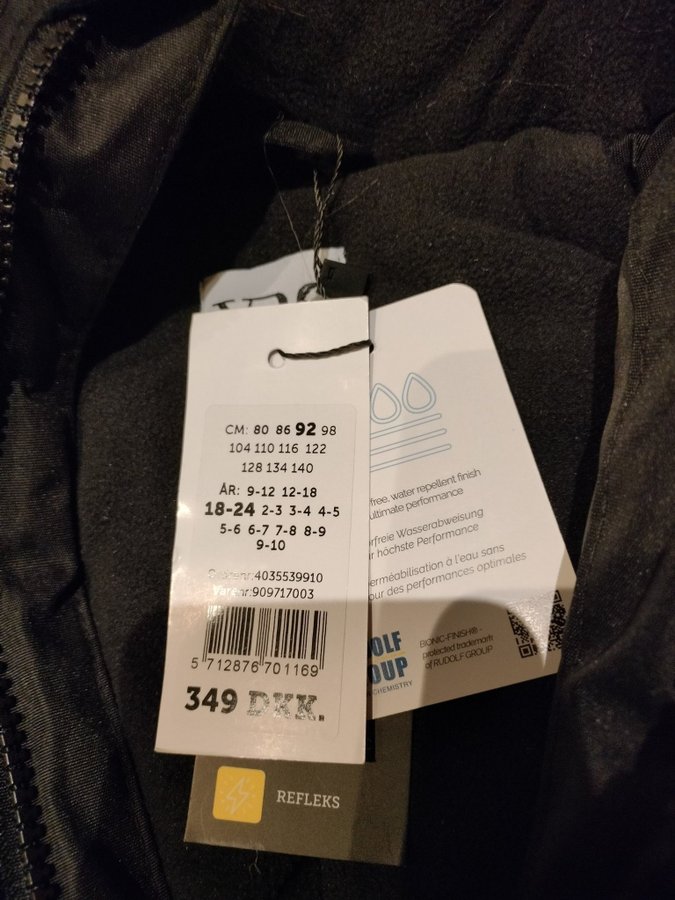 CM: 80 86 92 98
104 110 116 122
128 134 140
ÅR: 9-12 12-18
18-24 2-3 3-4 4-5
5-6 6-7 7-8 8-9
9-10
4035539910
Varenr:909717003
5 712876 701169
349 DKK.
free, water repellent finish
ultimate performance
Wasserabweisung
höchste Performance
à l'eau sans
des performances optimales
BIONIC-FINISH® -
protected trademark
of RUDOLF GROUP
CHEMISTRY
REFLEKS